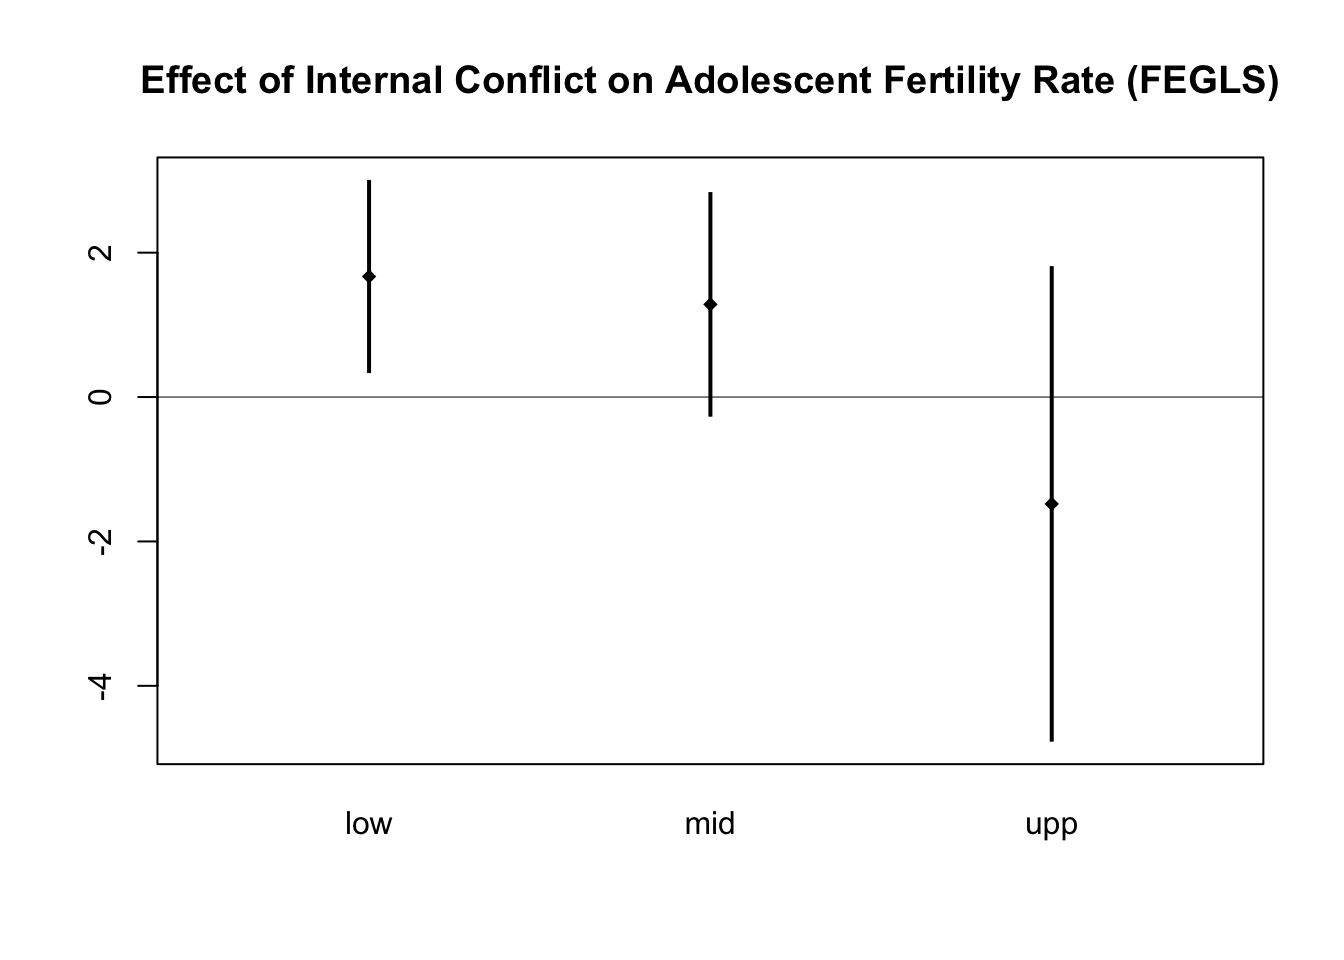 Effect of Internal Conflict on Adolescent Fertility Rate (FEGLS)
2
0
-2
-4
low mid upp